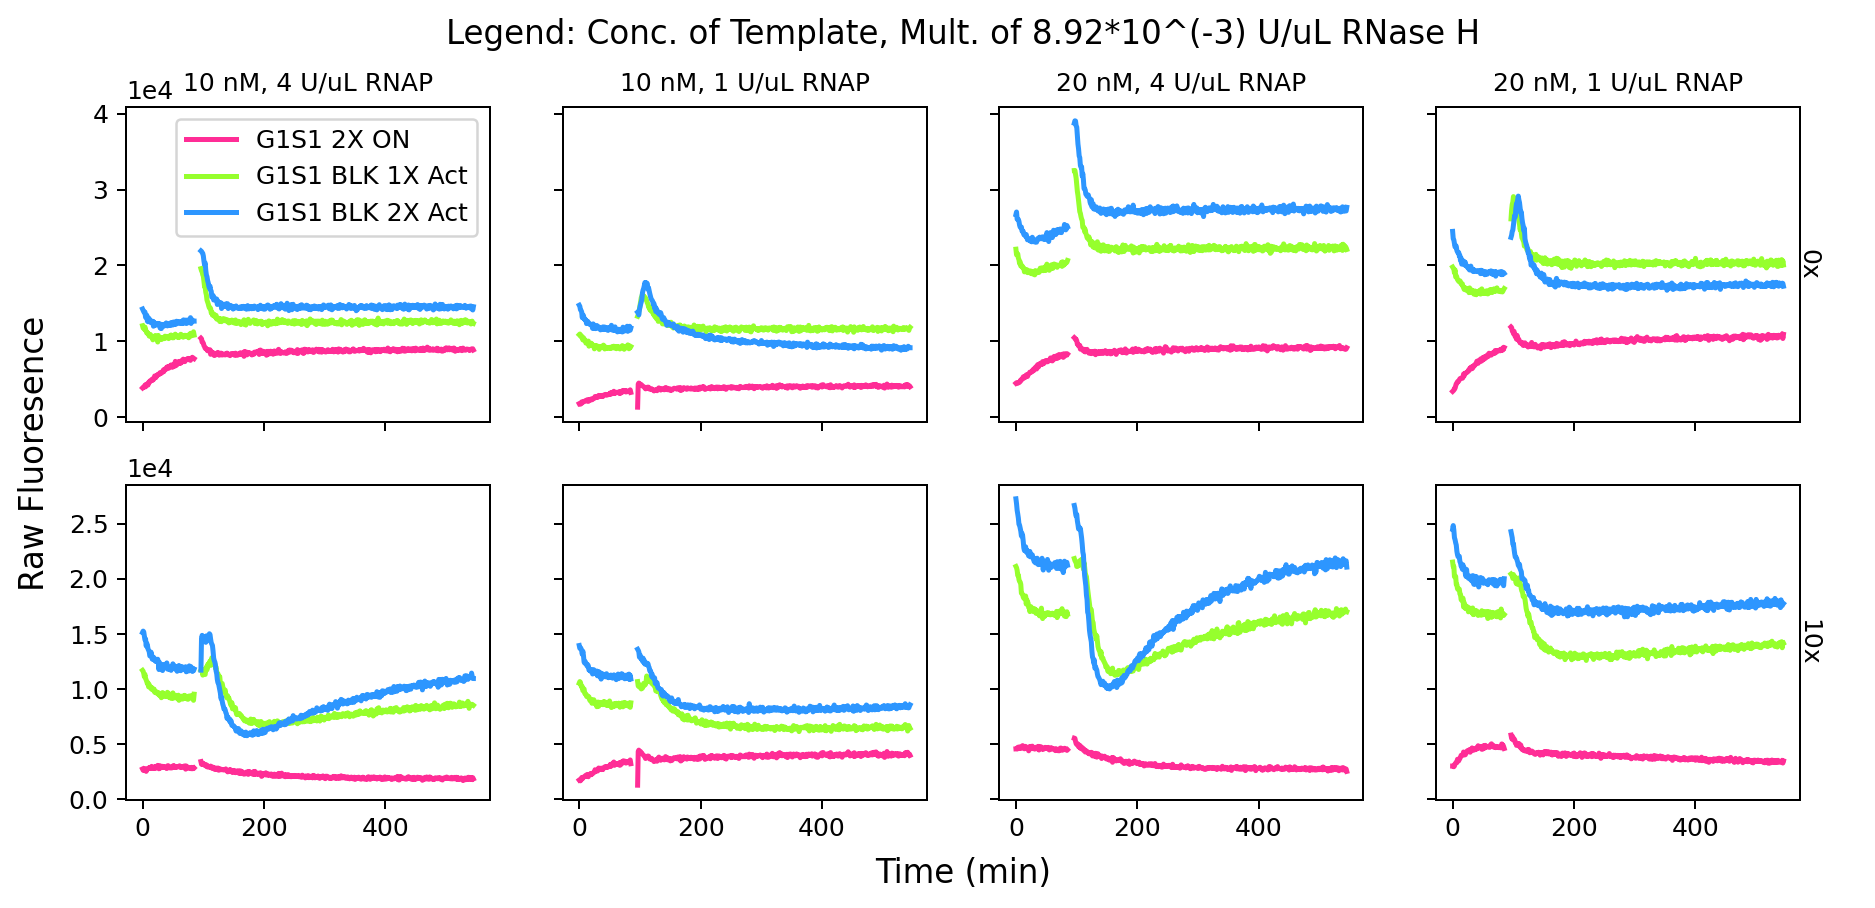 Legend: Conc. of Template, Mult. of 8.92*10^(-3) U/uL RNase H
10 nM, 4 U/uL RNAP
10 nM, 1 U/uL RNAP
20 nM, 4 U/uL RNAP
20 nM, 1 U/uL RNAP
1e4
4
3
2
1
0
G1S1 2X ON
G1S1 BLK 1X Act
G1S1 BLK 2X Act
0x
Raw Fluoresence
1e4
2.5
2.0
1.5
1.0
0.5
0.0
10x
0 200 400
0 200 400
0 200 400
0 200 400
Time (min)